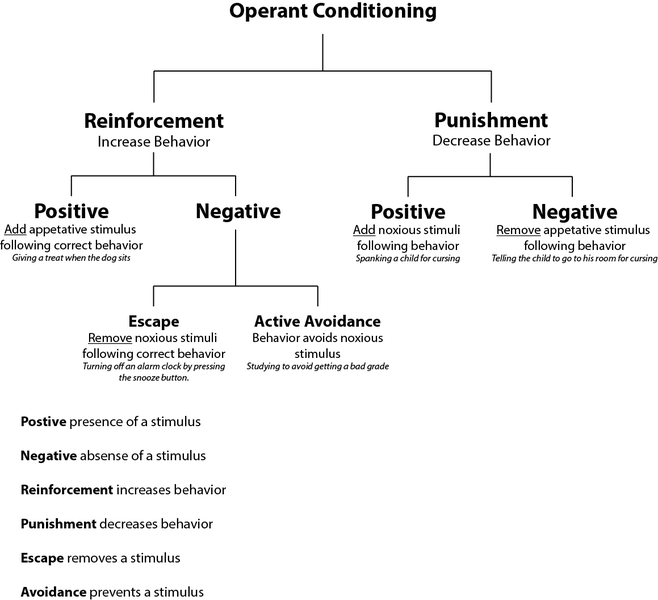 Operant Conditioning
Reinforcement
Increase Behavior
Punishment
Decrease Behavior
Positive
Add appetative stimulus
following correct behavior
Giving a treat when the dog sits
Negative
Positive
Add noxious stimuli
following behavior
Spanking a child for cursing
Negative
Remove appetative stimulus
following behavior
Telling the child to go to his room for cursing
Escape
Remove noxious stimuli
following correct behavior
Turning off an alarm clock by pressing
the snooze button.
Active Avoidance
Behavior avoids noxious
stimulus
Studying to avoid getting a bad grade
Postive presence of a stimulus
Negative absense of a stimulus
Reinforcement increases behavior
Punishment decreases behavior
Escape removes a stimulus
Avoidance prevents a stimulus